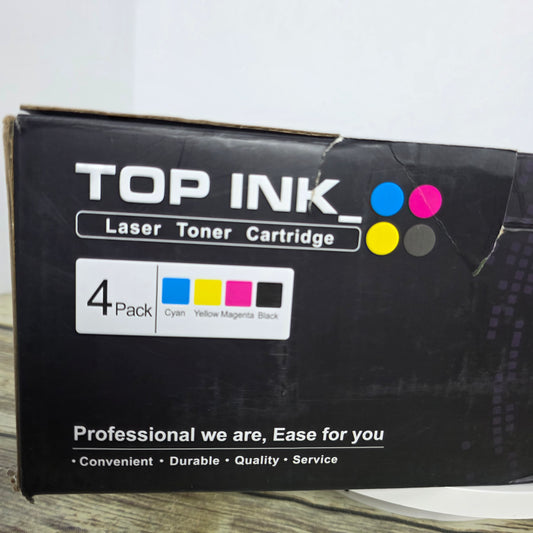 TOP INK_
Laser Toner Cartridge
4 Pack
Cyan Yellow Magenta Black
Professional we are, Ease for you
• Convenient • Durable • Quality • Service